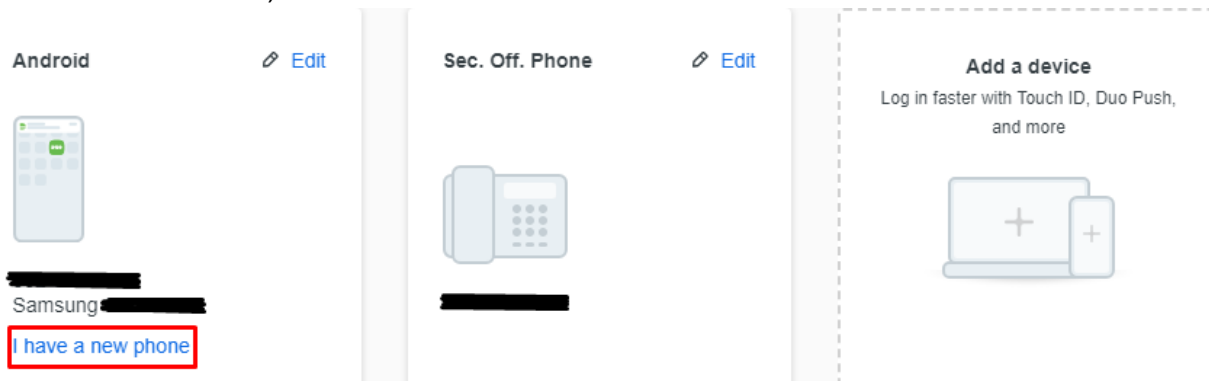 Android
Edit
Samsung
I have a new phone
Sec. Off. Phone
Edit
Add a device
Log in faster with Touch ID, Duo Push,
and more